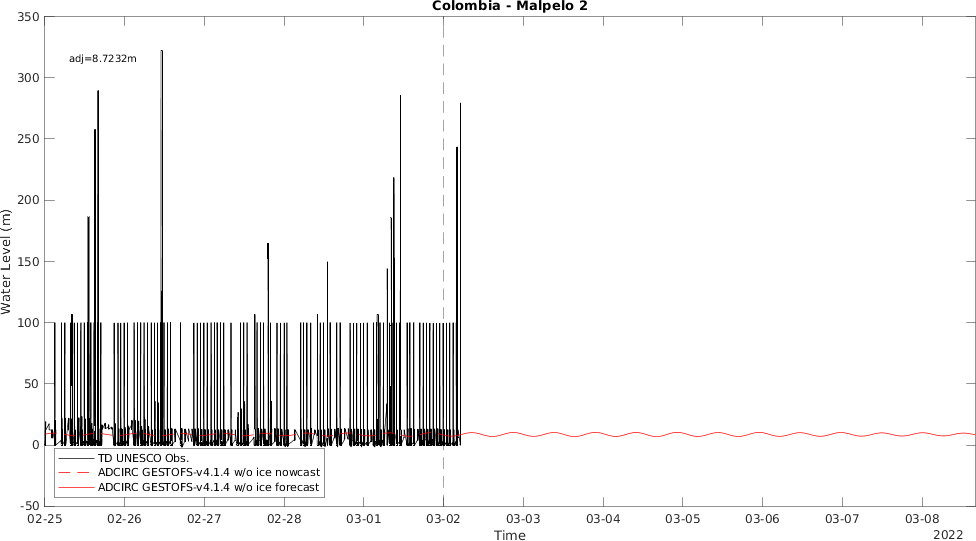 Colombia - Malpelo 2
350
300
250
200
150
100
50
0
-50
Water Level (m)
adj=8.7232m
TD UNESCO Obs.
ADCIRC GESTOFS-v4.1.4 w/o ice nowcast
ADCIRC GESTOFS-v4.1.4 w/o ice forecast
02-25 02-26 02-27 02-28 03-01 03-02 03-03 03-04 03-05 03-06 03-07 03-08
Time
2022